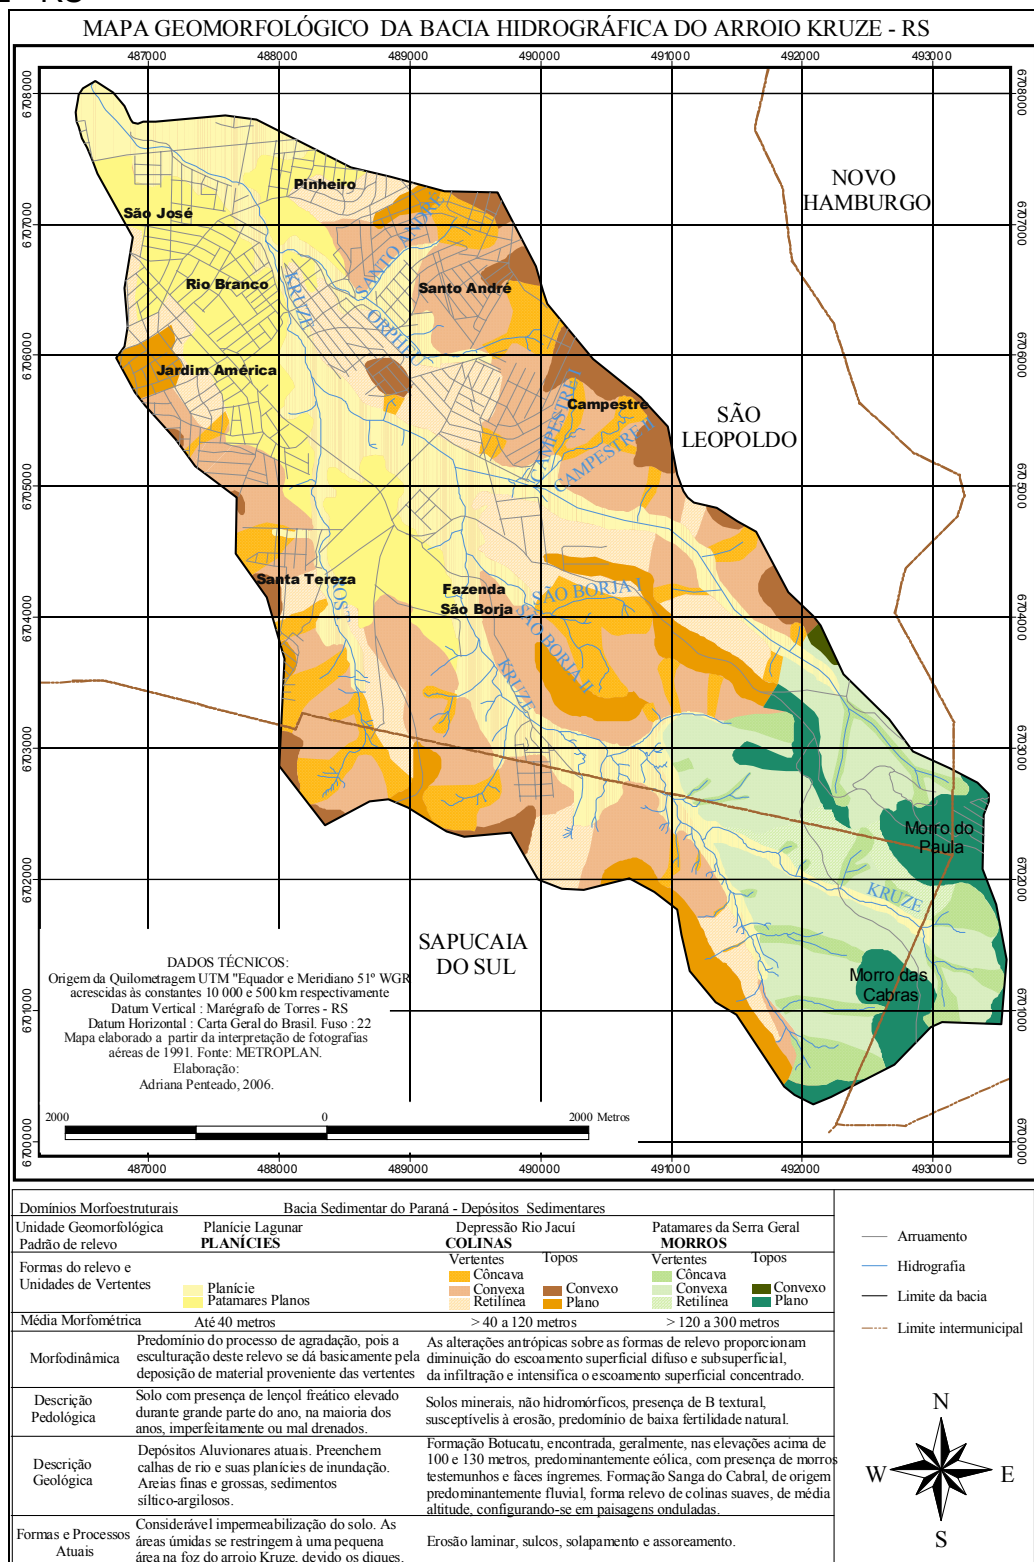 MAPA GEOMORFOLÓGICO DA BACIA HIDROGRÁFICA DO ARROIO KRUZE - RS
487000 488000 489000 490000 491000 492000 493000
6708000
6708000
NOVO
HAMBURGO
Pinheiro
São José
6707000
6707000
SANTO ANDRÉ
Rio Branco
KRUZE
Santo André
6706000
6706000
Jardim América
Campestre
CAMPESTRE I
CAMPESTRE II
SÃO
LEOPOLDO
6705000
6705000
Santa Tereza
Fazenda
São Borja
SÃO BORJA I
SÃO BORJA II
6704000
6704000
KRUZE
6703000
6703000
Morro do
Paula
6702000
6702000
KRUZE
SAPUCAIA
DO SUL
Morro das
Cabras
6701000
6701000
DADOS TÉCNICOS:
Origem da Quilometragem UTM "Equador e Meridiano 51º WGR
acrescidas às constantes 10 000 e 500 km respectivamente
Datum Vertical : Marégrafo de Torres - RS
Datum Horizontal : Carta Geral do Brasil. Fuso : 22
Mapa elaborado a partir da interpretação de fotografias
aéreas de 1991. Fonte: METROPLAN.
Elaboração:
Adriana Penteado, 2006.
2000 0 2000 Metros
6700000
6700000
487000 488000 489000 490000 491000 492000 493000
Domínios Morfoestruturais Bacia Sedimentar do Paraná - Depósitos Sedimentares
Unidade Geomorfológica Planície Lagunar Depressão Rio Jacuí Patamares da Serra Geral
Padrão de relevo PLANÍCIES COLINAS MORROS
Formas do relevo e
Unidades de Vertentes
Planície
Patamares Planos
Vertentes Topos
Côncava
Convexa Convexo
Retilínea Plano
Vertentes Topos
Côncava
Convexa Convexo
Retilínea Plano
Média Morfométrica Até 40 metros > 40 a 120 metros > 120 a 300 metros
Morfodinâmica
Predomínio do processo de agradação, pois a
esculturação deste relevo se dá basicamente pela
deposição de material proveniente das vertentes
As alterações antrópicas sobre as formas de relevo proporcionam
diminuição do escoamento superficial difuso e subsuperficial,
da infiltração e intensifica o escoamento superficial concentrado.
Descrição
Pedológica
Solo com presença de lençol freático elevado
durante grande parte do ano, na maioria dos
anos, imperfeitamente ou mal drenados.
Solos minerais, não hidromórficos, presença de B textural,
susceptívelis à erosão, predomínio de baixa fertilidade natural.
Descrição
Geológica
Depósitos Aluvionares atuais. Preenchem
calhas de rio e suas planícies de inundação.
Areias finas e grossas, sedimentos
síltico-argilosos.
Formação Botucatu, encontrada, geralmente, nas elevações acima de
100 e 130 metros, predominantemente eólica, com presença de morros
testemunhos e faces íngremes. Formação Sanga do Cabral, de origem
predominantemente fluvial, forma relevo de colinas suaves, de média
altitude, configurando-se em paisagens onduladas.
Formas e Processos
Atuais
Considerável impermeabilização do solo. As
áreas úmidas se restringem à uma pequena
área na foz do arroio Kruze, devido os diques.
Erosão laminar, sulcos, solapamento e assoreamento.
Arruamento
Hidrografia
Limite da bacia
Limite intermunicipal
N
W E
S